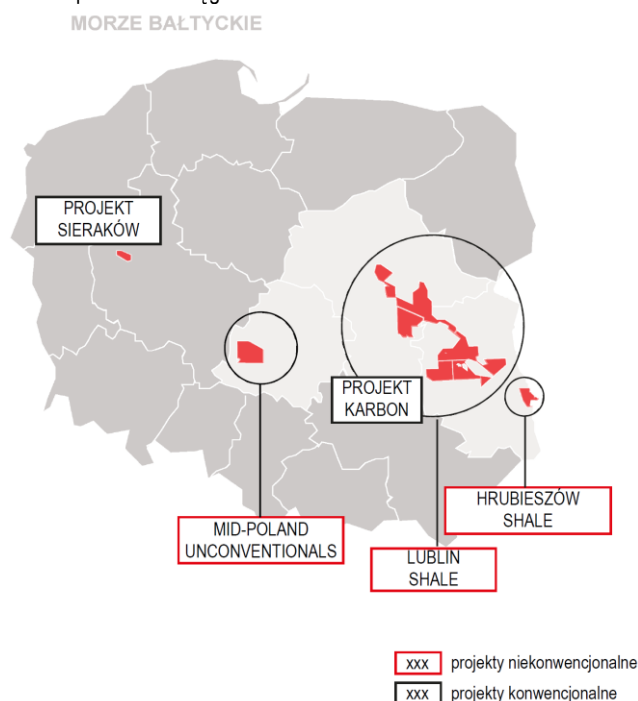 MORZE BAŁTYCKIE
PROJEKT
SIERAKÓW
PROJEKT
KARBON
HRUBIESZÓW
SHALE
MID-POLAND
UNCONVENTIONALS
LUBLIN
SHALE
xxx projekty niekonwencjonalne
xxx projekty konwencjonalne